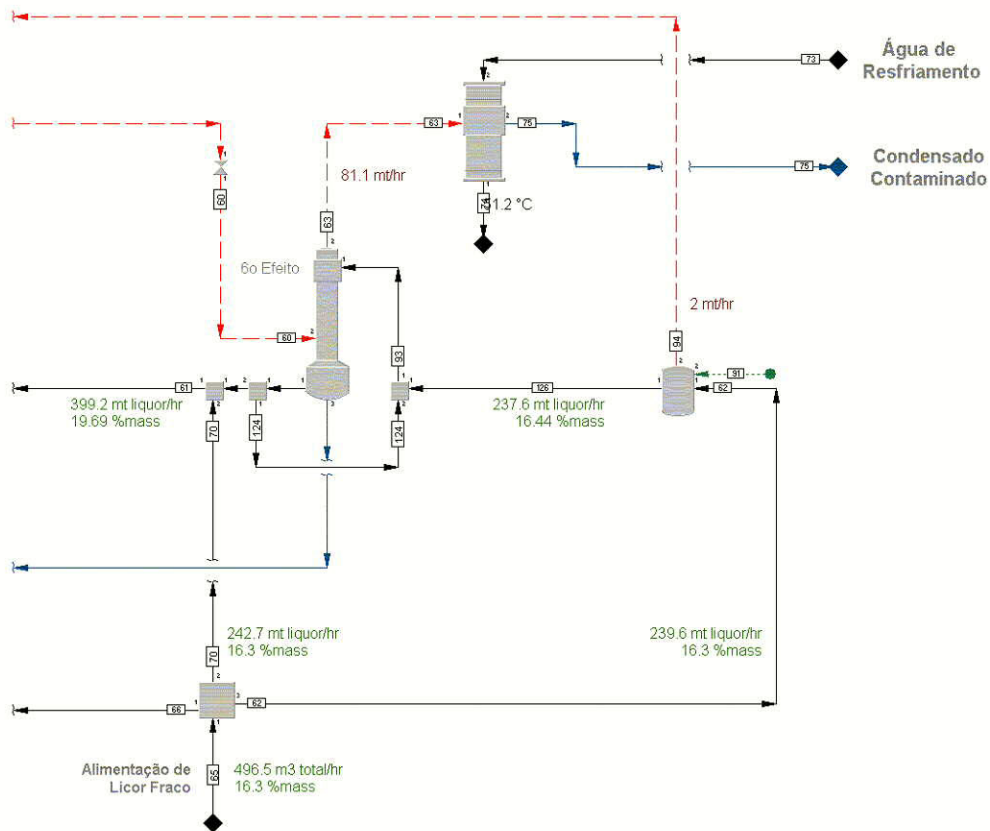 73
Água de
Resfriamento
63
75
75
Condensado
Contaminado
81.1 mt/hr
60
63
74
1.2 °C
6o Efeito
2 mt/hr
60
93
94
91
61
126
62
399.2 mt liquor/hr
19.69 %mass
237.6 mt liquor/hr
16.44 %mass
70
124
124
242.7 mt liquor/hr
16.3 %mass
239.6 mt liquor/hr
16.3 %mass
70
66
62
Alimentação de
Licor Fraco
65
496.5 m3 total/hr
16.3 %mass